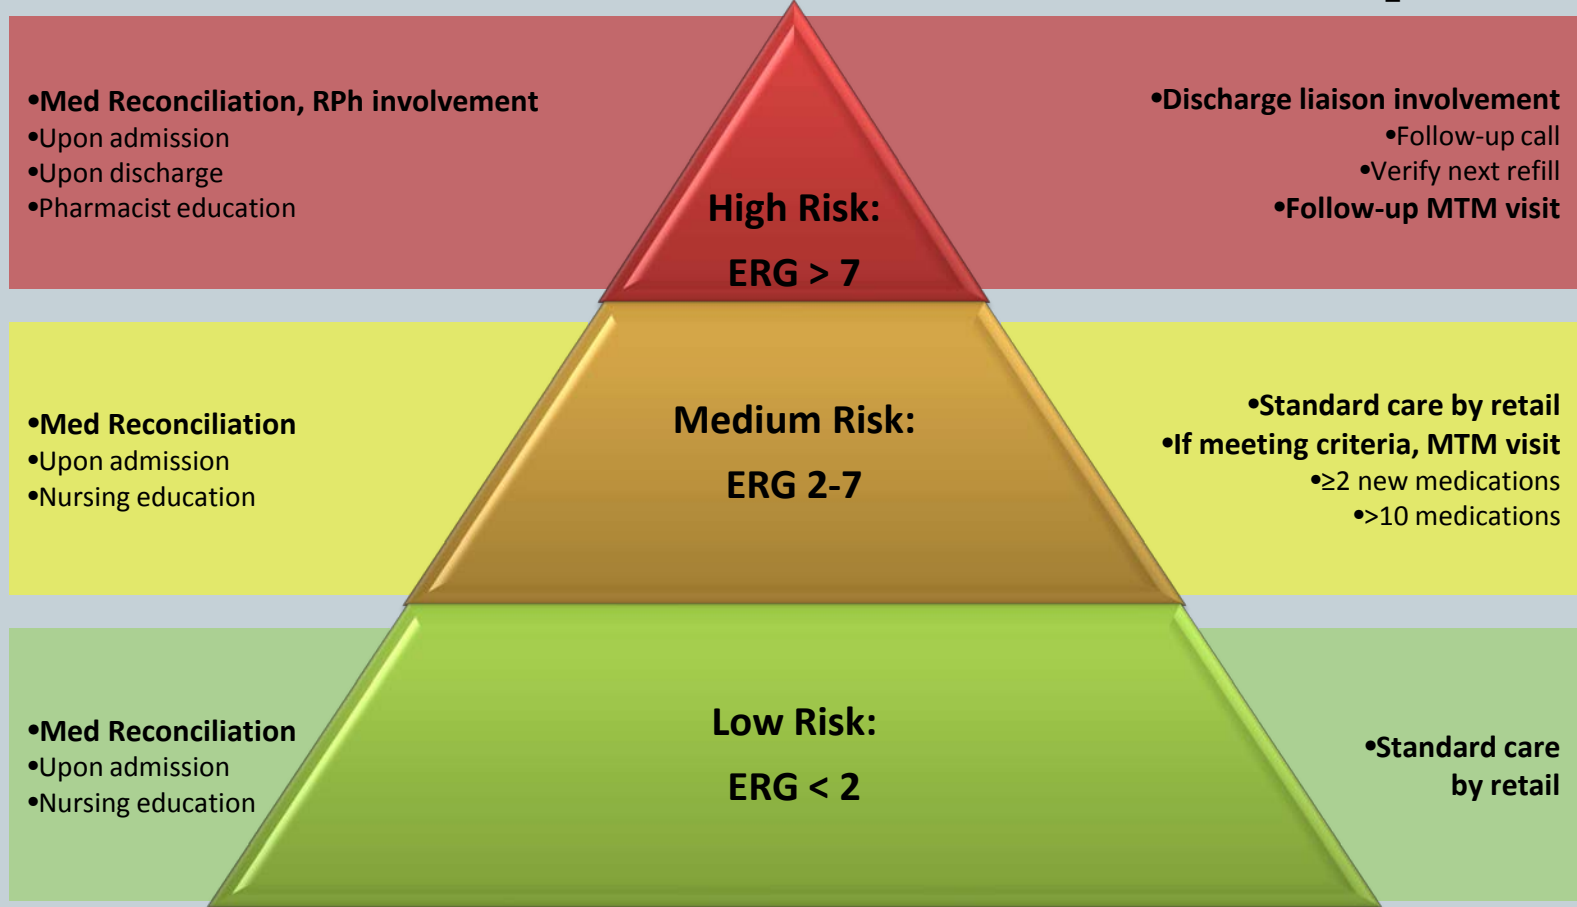 •Med Reconciliation, RPh involvement
•Upon admission
•Upon discharge
•Pharmacist education
High Risk:
ERG > 7
•Discharge liaison involvement
•Follow-up call
•Verify next refill
•Follow-up MTM visit
•Med Reconciliation
•Upon admission
•Nursing education
Medium Risk:
ERG 2-7
•Standard care by retail
•If meeting criteria, MTM visit
•≥2 new medications
•>10 medications
•Med Reconciliation
•Upon admission
•Nursing education
Low Risk:
ERG < 2
•Standard care
by retail